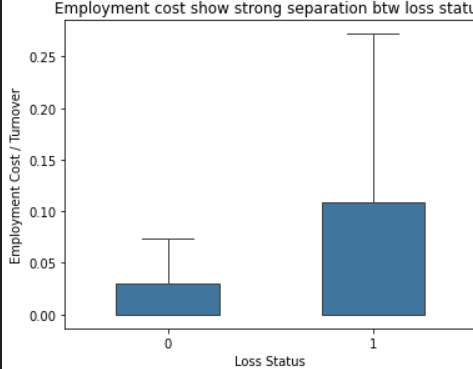 Employment cost show strong separation btw loss statu
0.25
0.20
0.15
0.10
0.05
0.00
Employment Cost / Turnover
0
1
Loss Status